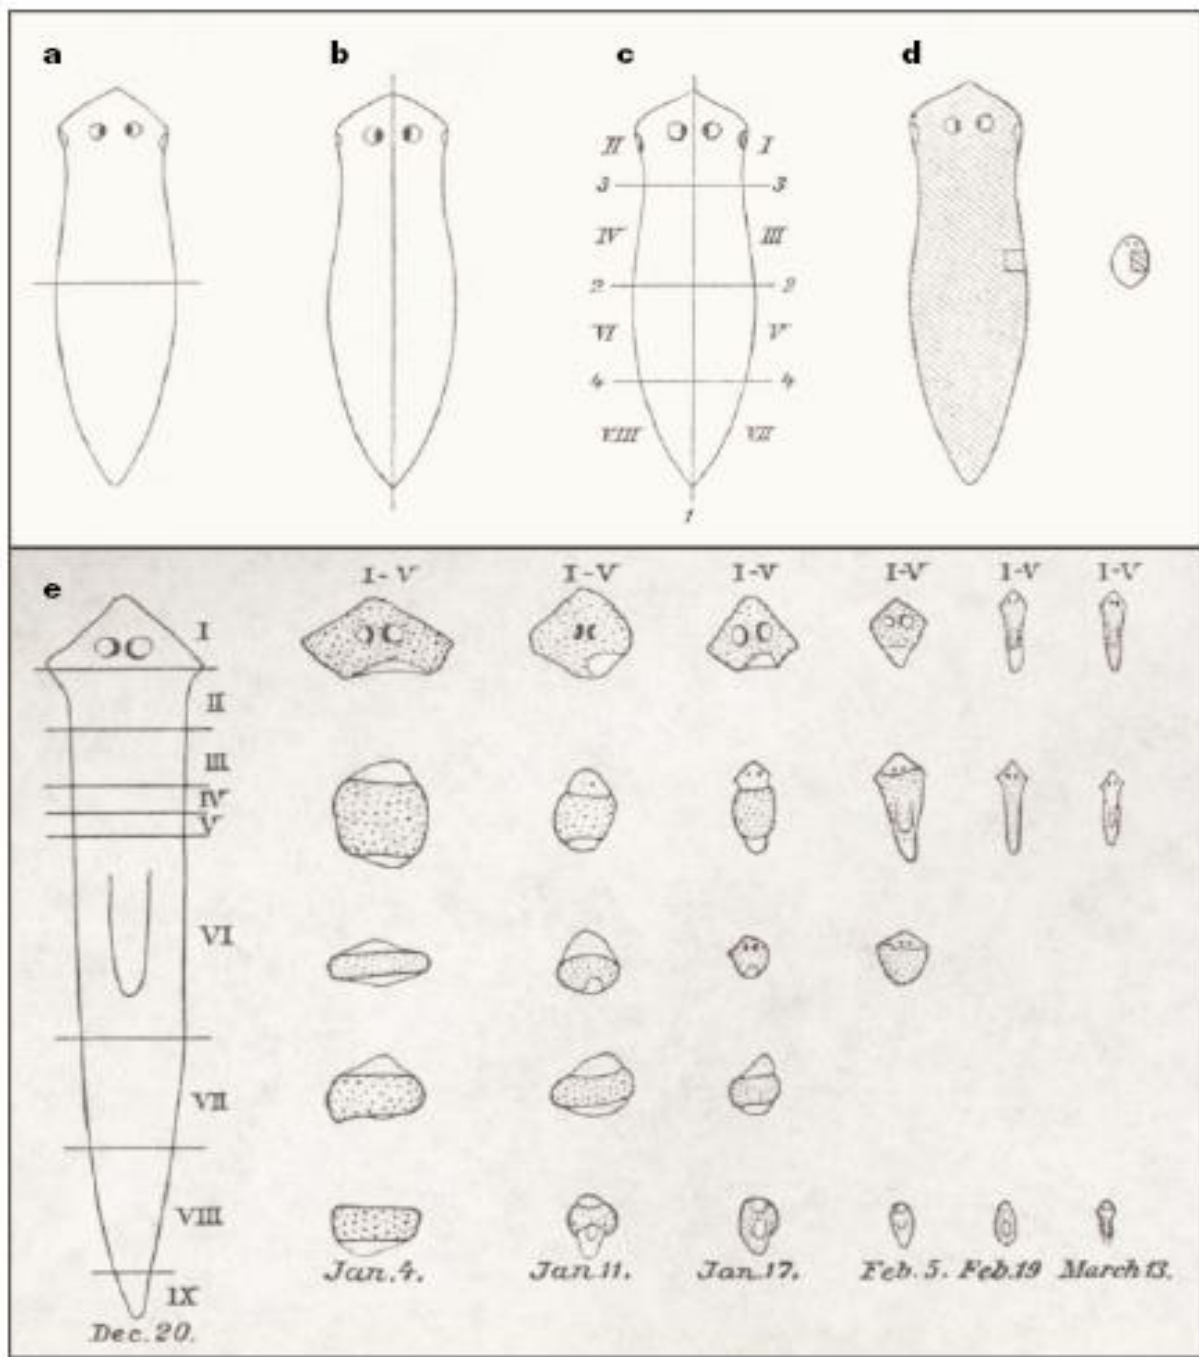 a b c d
II I
3 3
IV III
2 2
VI V
4 4
VIII VII
1
e
I-V I-V I-V I-V I-V I-V
I
II
III
IV
V
VI
VII
VIII
IX
Jan. 4. Jan. 11. Jan. 17. Feb. 5. Feb. 19 March 13.
Dec. 20.